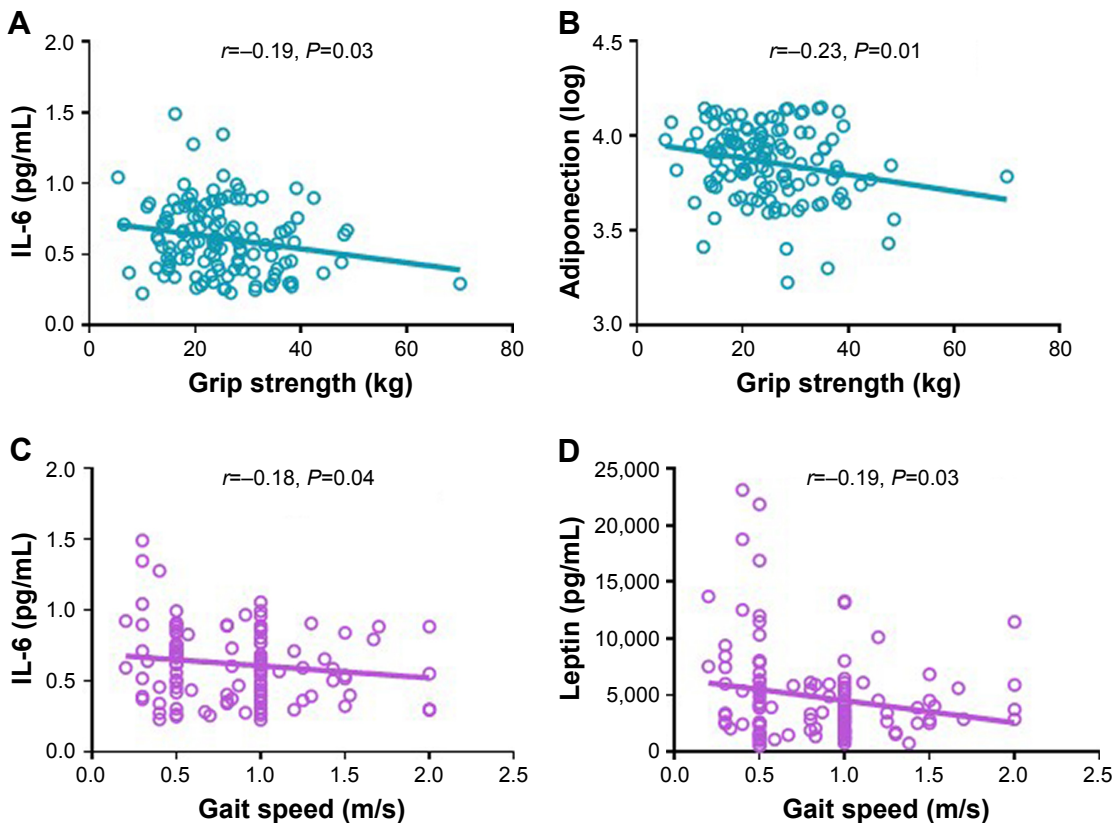 A
r=–0.19, P=0.03
IL-6 (pg/mL)
2.0
1.5
1.0
0.5
0.0
0 20 40 60 80
Grip strength (kg)
B
r=–0.23, P=0.01
Adiponection (log)
4.5
4.0
3.5
3.0
0 20 40 60 80
Grip strength (kg)
C
r=–0.18, P=0.04
IL-6 (pg/mL)
2.0
1.5
1.0
0.5
0.0
0.0 0.5 1.0 1.5 2.0 2.5
Gait speed (m/s)
D
r=–0.19, P=0.03
Leptin (pg/mL)
25,000
20,000
15,000
10,000
5,000
0
0.0 0.5 1.0 1.5 2.0 2.5
Gait speed (m/s)